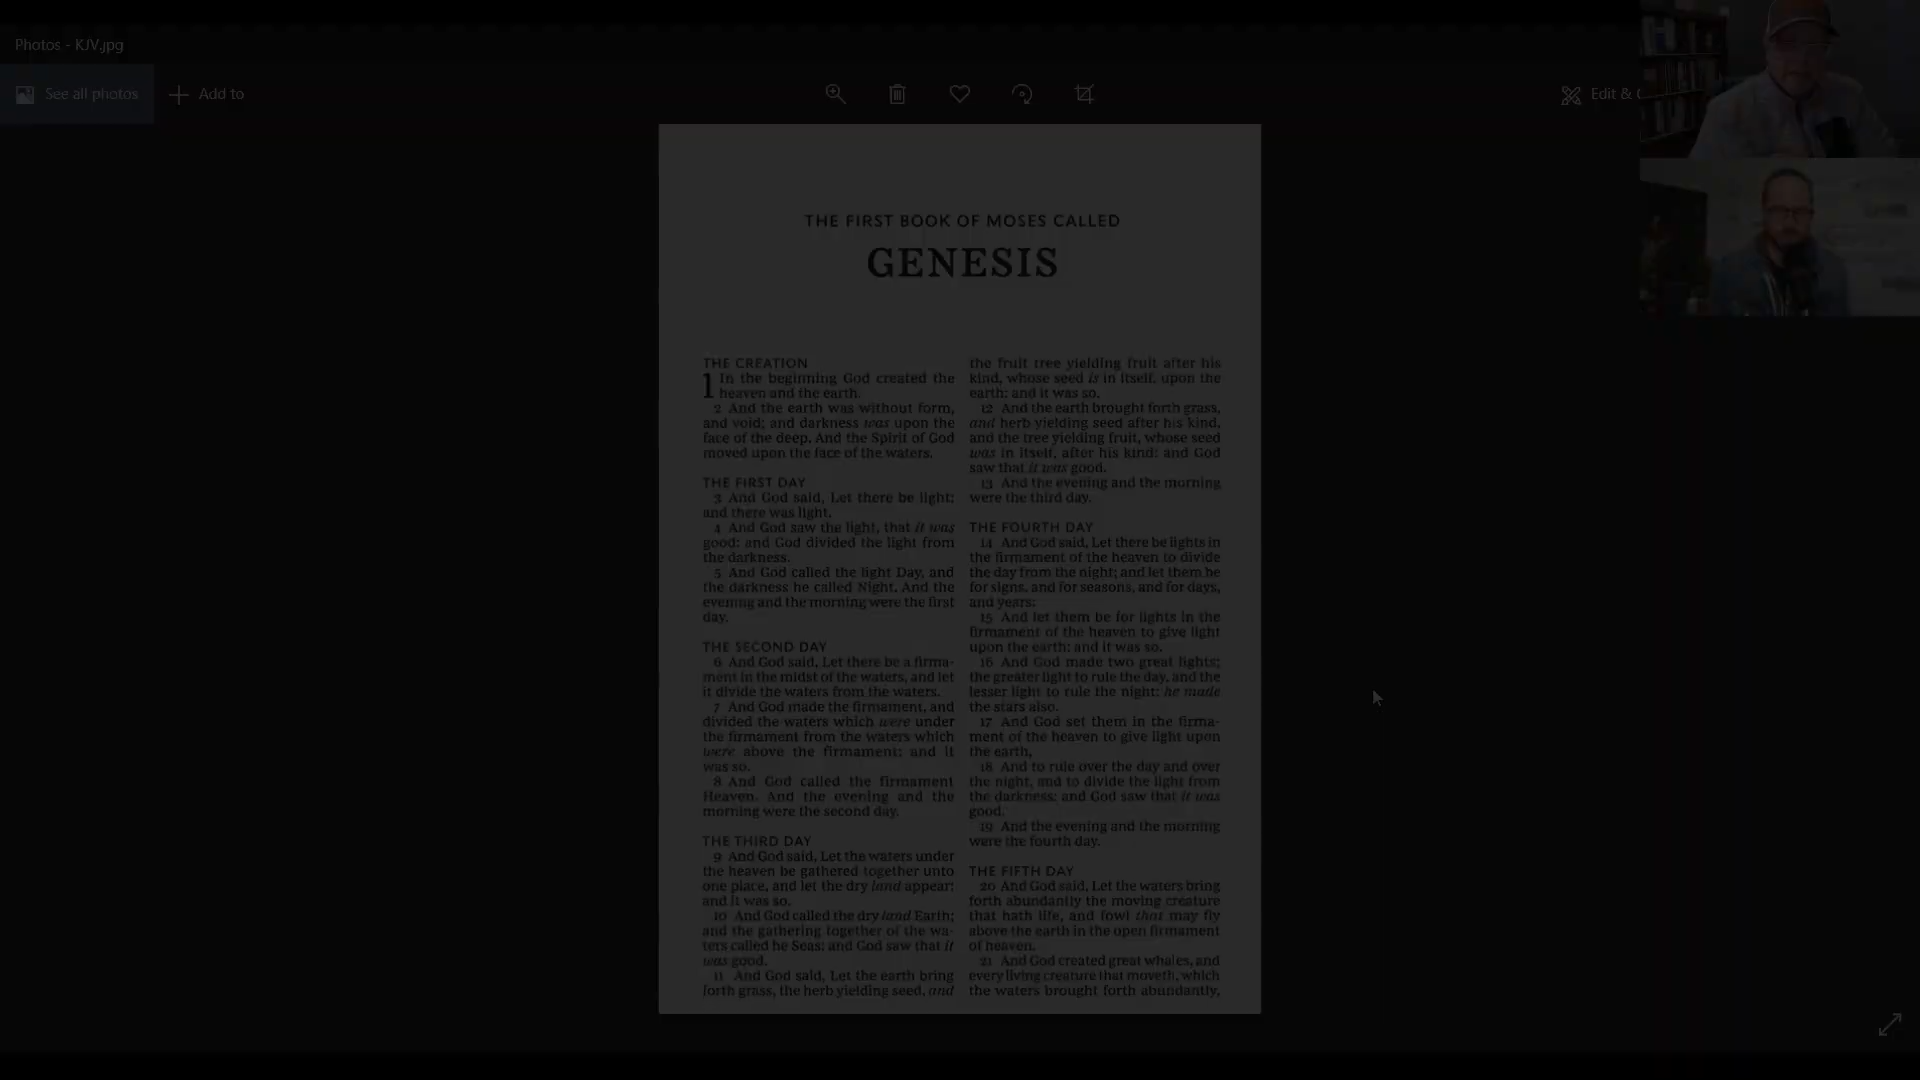 Photos - KJV.jpg
See all photos
Add to
Edit &
THE FIRST BOOK OF MOSES CALLED
GENESIS
THE CREATION
1 In the beginning God created the
heaven and the earth.
2 And the earth was without form,
and void; and darkness was upon the
face of the deep. And the Spirit of God
moved upon the face of the waters.
THE FIRST DAY
3 And God said, Let there be light:
and there was light.
4 And God saw the light, that it was
good: and God divided the light from
the darkness.
5 And God called the light Day, and
the darkness he called Night. And the
evening and the morning were the first
day.
THE SECOND DAY
6 And God said, Let there be a firma-
ment in the midst of the waters, and let
it divide the waters from the waters.
7 And God made the firmament, and
divided the waters which were under
the firmament from the waters which
were above the firmament: and it
was so.
8 And God called the firmament
Heaven. And the evening and the
morning were the second day.
THE THIRD DAY
9 And God said, Let the waters under
the heaven be gathered together unto
one place, and let the dry land appear:
and it was so.
10 And God called the dry land Earth;
and the gathering together of the wa-
ters called he Seas: and God saw that it
was good.
11 And God said, Let the earth bring
forth grass, the herb yielding seed, and
the fruit tree yielding fruit after his
kind, whose seed is in itself, upon the
earth: and it was so.
12 And the earth brought forth grass,
and herb yielding seed after his kind,
and the tree yielding fruit, whose seed
was in itself, after his kind: and God
saw that it was good.
13 And the evening and the morning
were the third day.
THE FOURTH DAY
14 And God said, Let there be lights in
the firmament of the heaven to divide
the day from the night; and let them be
for signs, and for seasons, and for days,
and years:
15 And let them be for lights in the
firmament of the heaven to give light
upon the earth: and it was so.
16 And God made two great lights;
the greater light to rule the day, and the
lesser light to rule the night: he made
the stars also.
17 And God set them in the firma-
ment of the heaven to give light upon
the earth,
18 And to rule over the day and over
the night, and to divide the light from
the darkness: and God saw that it was
good.
19 And the evening and the morning
were the fourth day.
THE FIFTH DAY
20 And God said, Let the waters bring
forth abundantly the moving creature
that hath life, and fowl that may fly
above the earth in the open firmament
of heaven.
21 And God created great whales, and
every living creature that moveth, which
the waters brought forth abundantly,